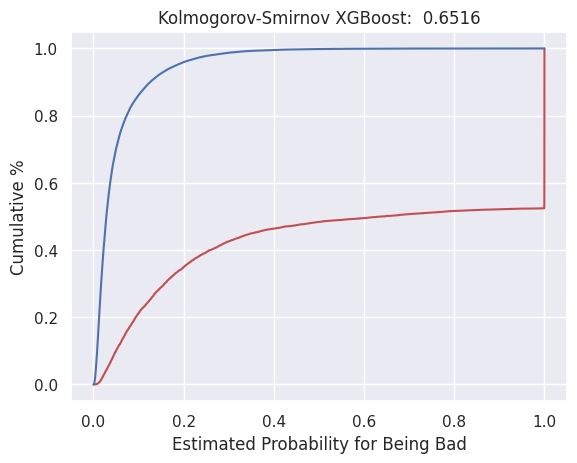 Kolmogorov-Smirnov XGBoost:  0.6516
1.0
0.8
0.6
0.4
0.2
0.0
Cumulative %
0.0 0.2 0.4 0.6 0.8 1.0
Estimated Probability for Being Bad